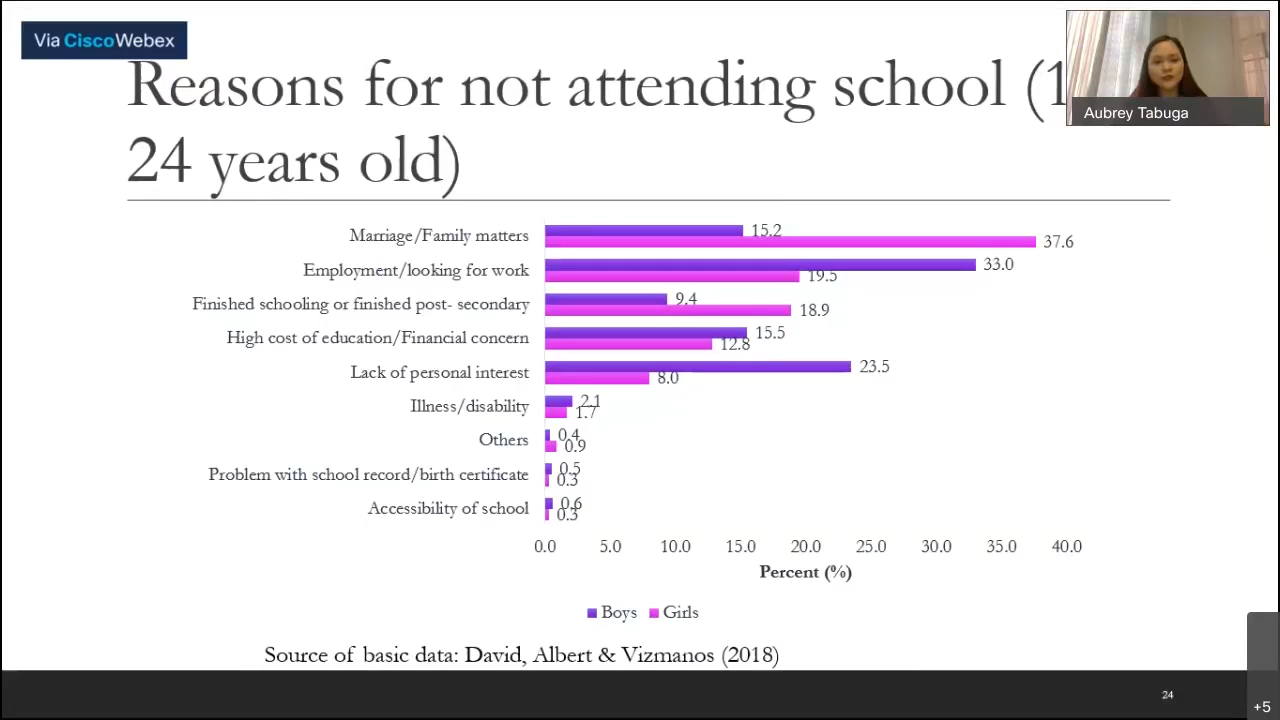 Via CiscoWebex
Reasons for not attending school (1
24 years old)
Aubrey Tabuga
Marriage/Family matters
15.2
37.6
Employment/looking for work
33.0
19.5
Finished schooling or finished post- secondary
9.4
18.9
High cost of education/Financial concern
15.5
12.8
Lack of personal interest
23.5
8.0
Illness/disability
2.1
1.7
Others
0.4
0.9
Problem with school record/birth certificate
0.5
0.3
Accessibility of school
0.6
0.3
0.0 5.0 10.0 15.0 20.0 25.0 30.0 35.0 40.0
Percent (%)
Boys Girls
Source of basic data: David, Albert & Vizmanos (2018)
24
+5